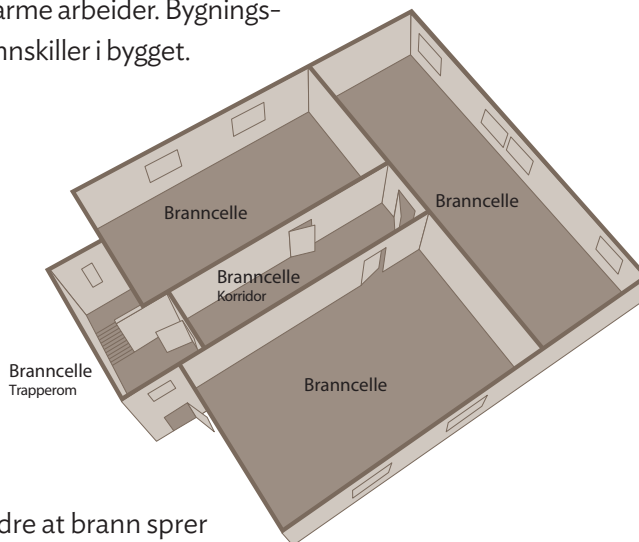 arme arbeider. Bygnings-
nnskiller i bygget.
Branncelle
Branncelle
Branncelle
Korridor
Branncelle
Trapperom
Branncelle
dre at brann sprer